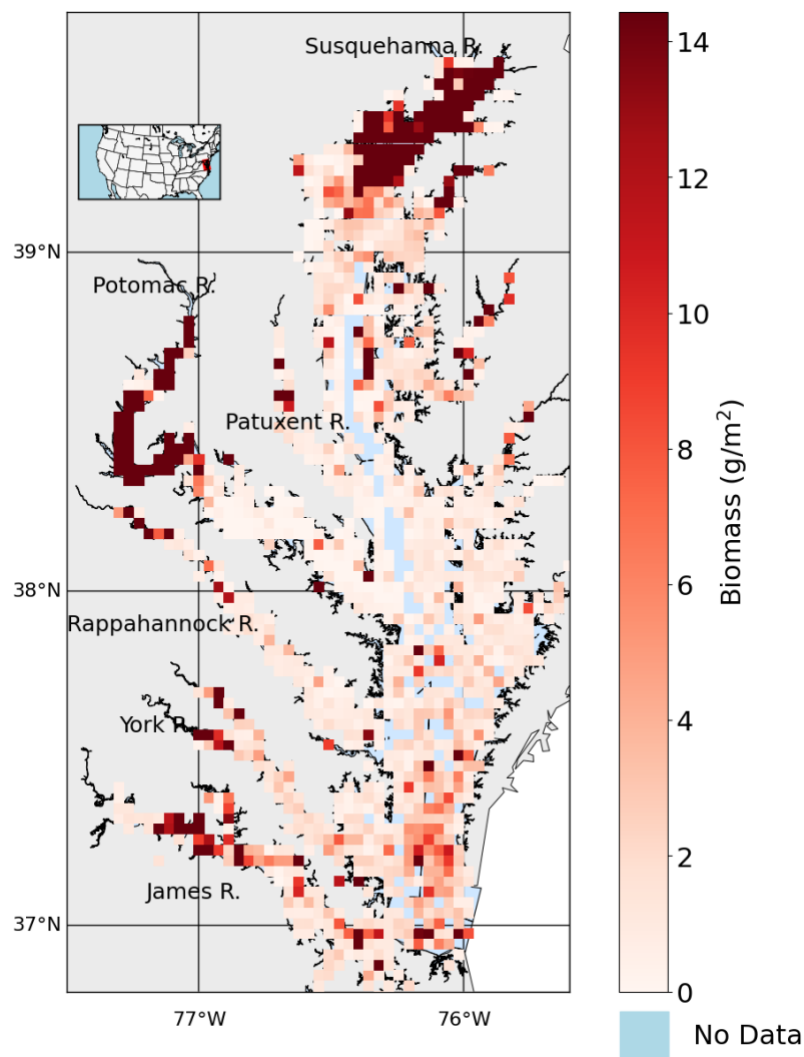 Susquehanna R.
39°N
Potomac R.
Patuxent R.
38°N
Rappahannock R.
York R.
James R.
37°N
77°W
76°W
14
12
10
8
6
4
2
0
Biomass (g/m²)
No Data